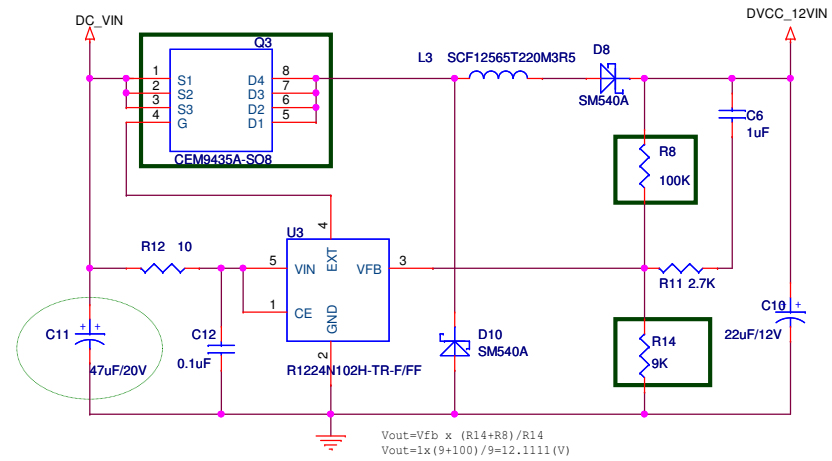 DC_VIN
DVCC_12VIN
Q3
1 S1 D4 8
2 S2 D3 7
3 S3 D2 6
4 G D1 5
CEM9435A-SO8
L3 SCF12565T220M3R5
D8
SM540A
C6
1uF
R8
100K
R11 2.7K
R12 10
U3
4
5 VIN EXT VFB 3
1 CE GND
2
R1224N102H-TR-F/FF
C11
47uF/20V
C12
0.1uF
D10
SM540A
R14
9K
C10
22uF/12V
Vout=Vfb x (R14+R8)/R14
Vout=1x(9+100)/9=12.1111(V)